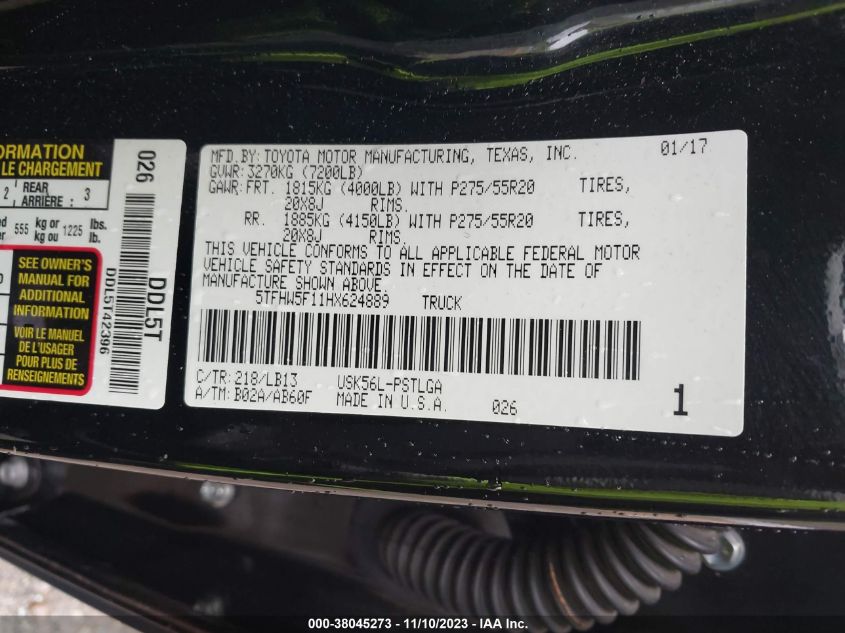 ORMATION
LE CHARGEMENT
2 REAR ARRIÈRE : 3
555 kg or kg ou 1225 lbs. lb.
SEE OWNER'S
MANUAL FOR
ADDITIONAL
INFORMATION
VOIR LE MANUEL
DE L'USAGER
POUR PLUS DE
RENSEIGNEMENTS
026
DDL5T
DDL5T42396
MFD.BY:TOYOTA MOTOR MANUFACTURING, TEXAS, INC. 01/17
GVWR:3270KG (7200LB)
GAWR:FRT. 1815KG (4000LB) WITH P275/55R20 TIRES,
20X8J RIMS.
RR. 1885KG (4150LB) WITH P275/55R20 TIRES,
20X8J RIMS.
THIS VEHICLE CONFORMS TO ALL APPLICABLE FEDERAL MOTOR
VEHICLE SAFETY STANDARDS IN EFFECT ON THE DATE OF
MANUFACTURE SHOWN ABOVE.
5TFHW5F11HX624889 TRUCK
C/TR:218/LB13 USK56L-PSTLGA
A/TM:B02A/AB60F MADE IN U.S.A. 026 1
000-38045273 - 11/10/2023 - IAA Inc.